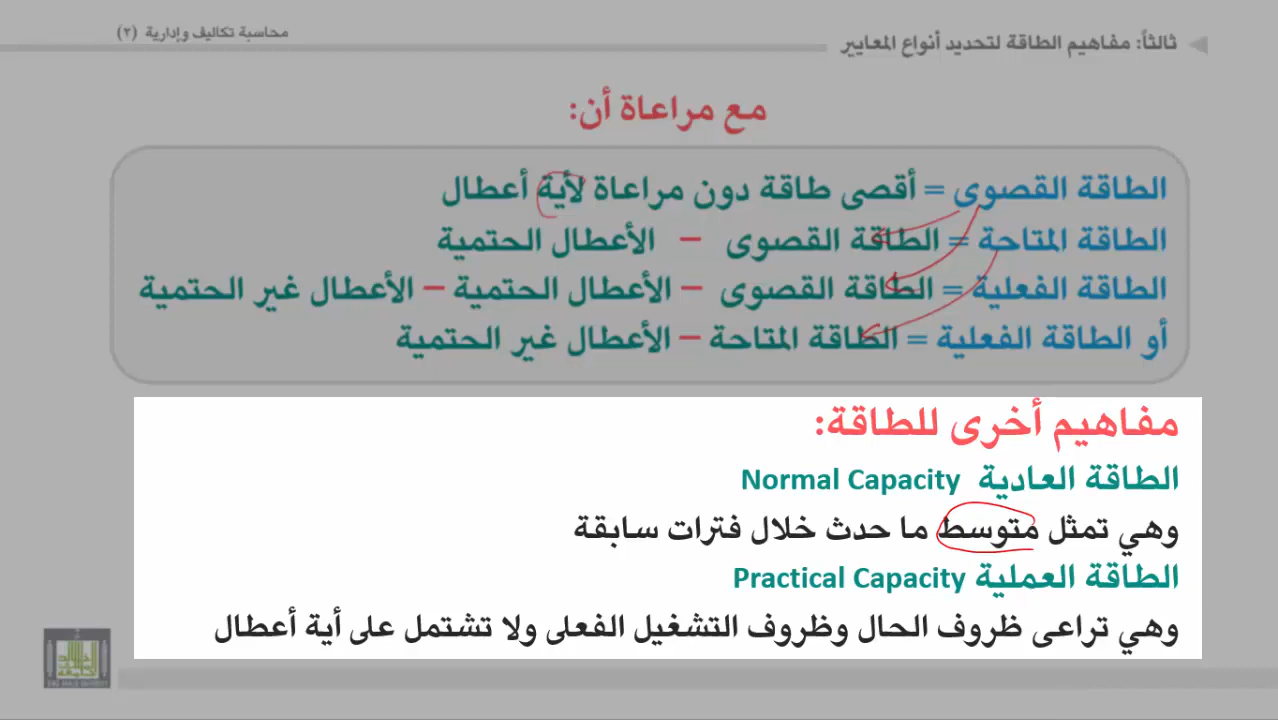 محاسبة تكاليف وإدارية (٢)
ثالثاً: مفاهيم الطاقة لتحديد أنواع المعايير
مع مراعاة أن:
الطاقة القصوى = أقصى طاقة دون مراعاة لأية أعطال
الطاقة المتاحة = الطاقة القصوى – الأعطال الحتمية
الطاقة الفعلية = الطاقة القصوى – الأعطال الحتمية – الأعطال غير الحتمية
أو الطاقة الفعلية = الطاقة المتاحة – الأعطال غير الحتمية
مفاهيم أخرى للطاقة:
الطاقة العادية Normal Capacity
وهي تمثل متوسط ما حدث خلال فترات سابقة
الطاقة العملية Practical Capacity
وهي تراعى ظروف الحال وظروف التشغيل الفعلى ولا تشتمل على أية أعطال